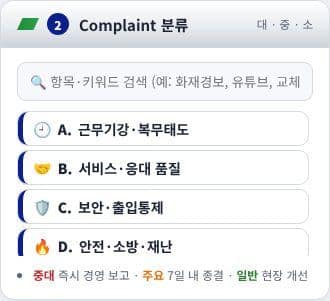 2 Complaint 분류 대·중·소
항목·키워드 검색 (예: 화재경보, 유튜브, 교체
A. 근무기강·복무태도
B. 서비스·응대 품질
C. 보안·출입통제
D. 안전·소방·재난
중대 즉시 경영 보고 · 주요 7일 내 종결 · 일반 현장 개선